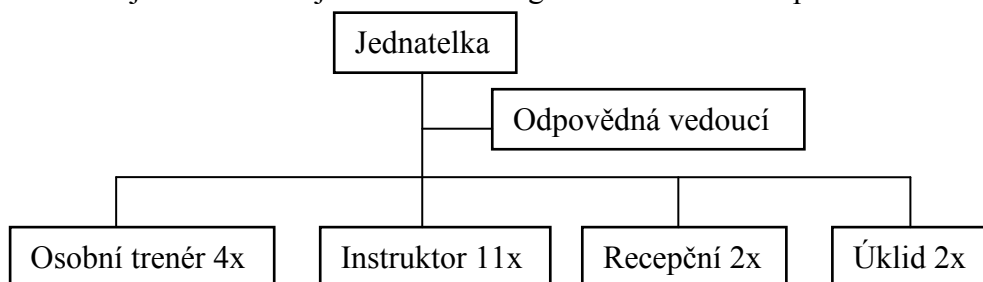 Jednatelka
Odpovědná vedoucí
Osobní trenér 4x
Instruktor 11x
Recepční 2x
Úklid 2x